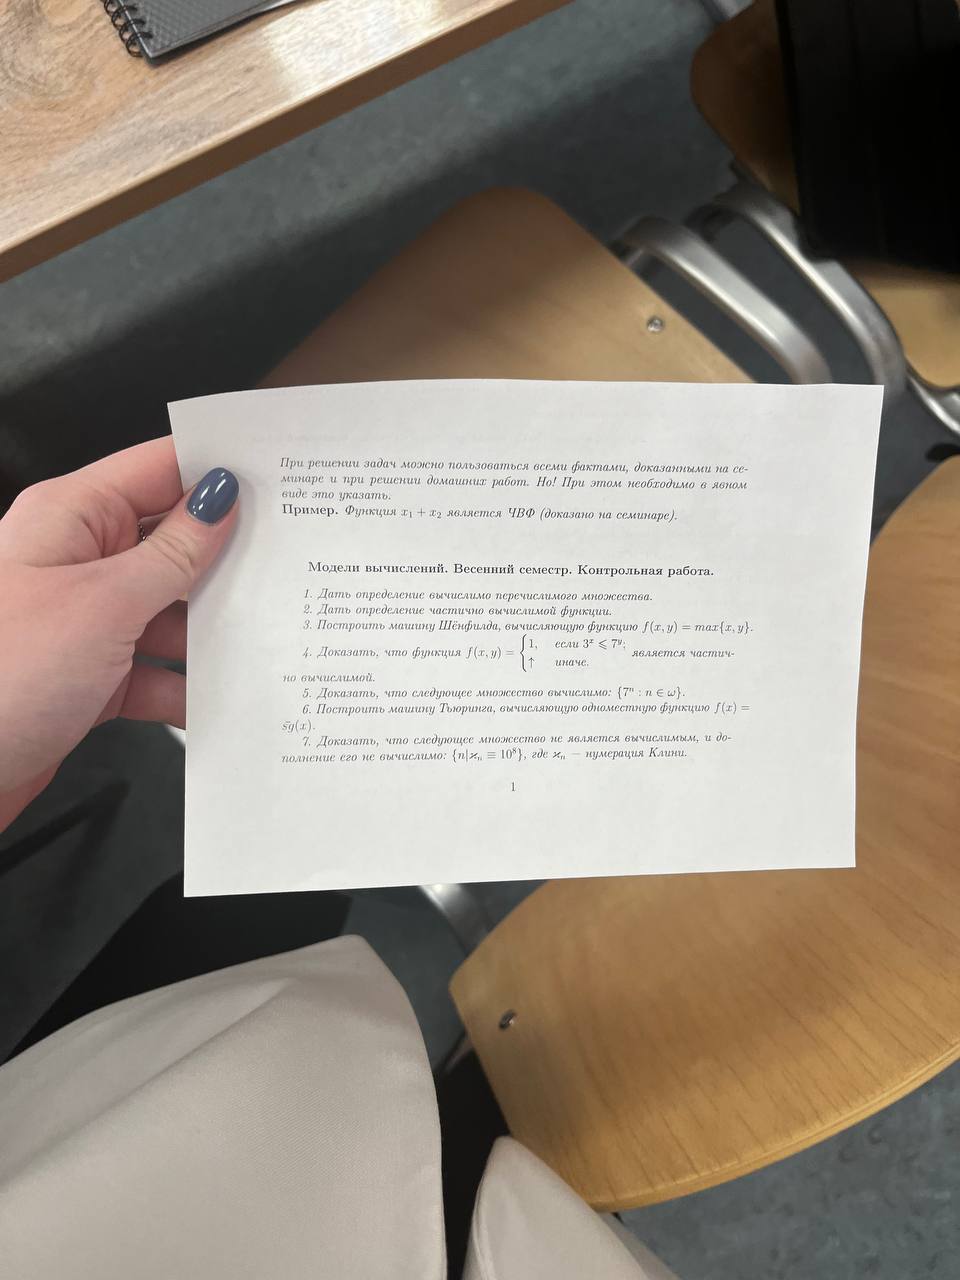 При решении задач можно пользоваться всеми фактами, доказанными на се-
минаре и при решении домашних работ. Но! При этом необходимо в явном
виде это указать.
Пример. Функция x₁ + x₂ является ЧВФ (доказано на семинаре).
Модели вычислений. Весенний семестр. Контрольная работа.
1. Дать определение вычислимо перечислимого множества.
2. Дать определение частично вычислимой функции.
3. Построить машину Шёнфилда, вычисляющую функцию f(x, y) = max{x, y}.
4. Доказать, что функция f(x, y) = { 1, если 3ˣ ⩽ 7ʸ; ↑ иначе. является частич-
но вычислимой.
5. Доказать, что следующее множество вычислимо: {7ⁿ : n ∈ ω}.
6. Построить машину Тьюринга, вычисляющую одноместную функцию f(x) =
s̄g(x).
7. Доказать, что следующее множество не является вычислимым, и до-
полнение его не вычислимо: {n|ϰₙ ≡ 10⁸}, где ϰₙ — нумерация Клини.
1